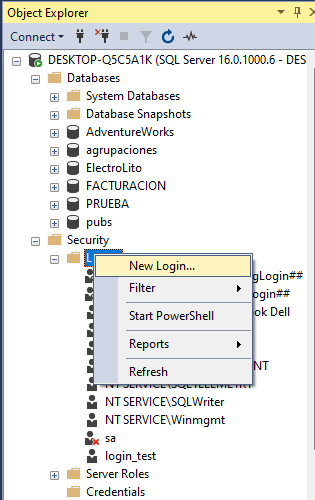 Object Explorer
Connect
DESKTOP-Q5C5A1K (SQL Server 16.0.1000.6 - DES
Databases
System Databases
Database Snapshots
AdventureWorks
agrupaciones
ElectroLito
FACTURACION
PRUEBA
pubs
Security
New Login...
gLogin##
Filter
ogin##
ook Dell
Start PowerShell
Reports
NT
Refresh
NT SERVICE\SQLTELEMETRY
NT SERVICE\SQLWriter
NT SERVICE\Winmgmt
sa
login_test
Server Roles
Credentials